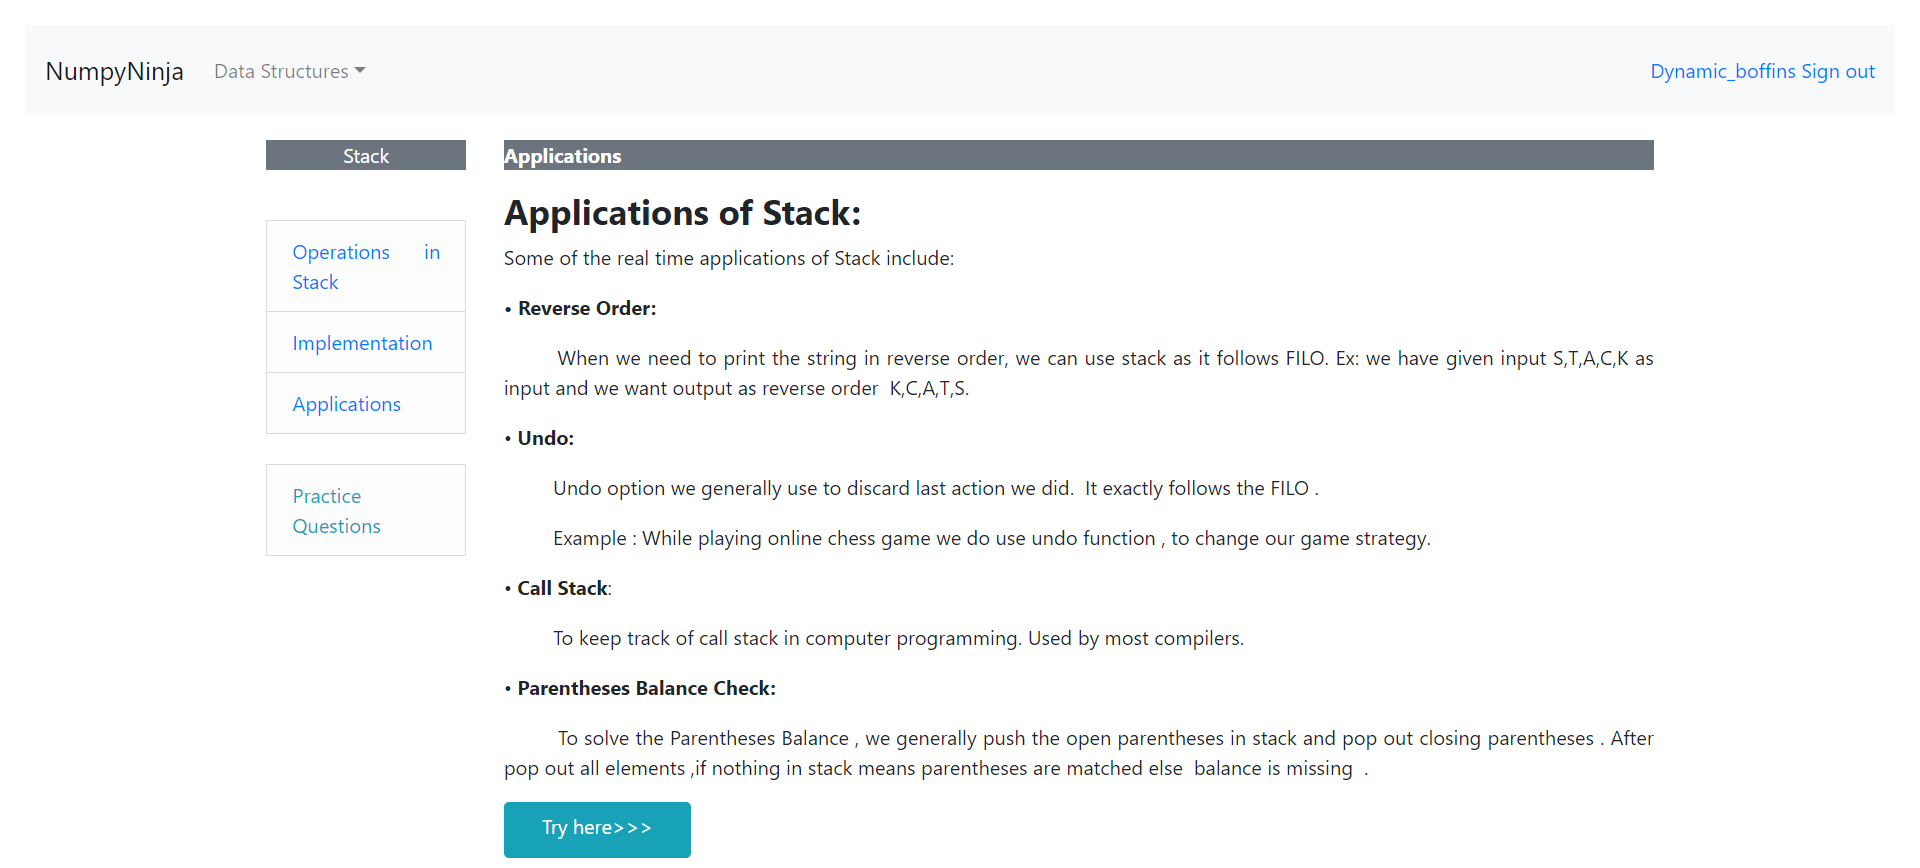 NumpyNinja Data Structures Dynamic_boffins Sign out
Stack
Operations in
Stack
Implementation
Applications
Practice
Questions
Applications
Applications of Stack:
Some of the real time applications of Stack include:
• Reverse Order:
When we need to print the string in reverse order, we can use stack as it follows FILO. Ex: we have given input S,T,A,C,K as
input and we want output as reverse order  K,C,A,T,S.
• Undo:
Undo option we generally use to discard last action we did.  It exactly follows the FILO .
Example : While playing online chess game we do use undo function , to change our game strategy.
• Call Stack:
To keep track of call stack in computer programming. Used by most compilers.
• Parentheses Balance Check:
To solve the Parentheses Balance , we generally push the open parentheses in stack and pop out closing parentheses . After
pop out all elements ,if nothing in stack means parentheses are matched else  balance is missing  .
Try here>>>